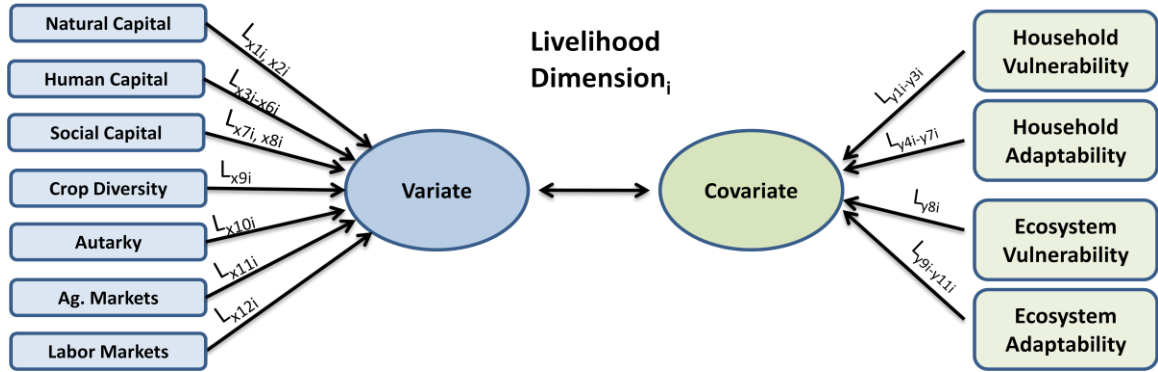 Natural Capital
Human Capital
Social Capital
Crop Diversity
Autarky
Ag. Markets
Labor Markets
Lx1i, x2i
Lx3i-x6i
Lx7i, x8i
Lx9i
Lx10i
Lx11i
Lx12i
Variate
Livelihood
Dimensioni
Covariate
Ly1i-y3i
Ly4i-y7i
Ly8i
Ly9i-y11i
Household
Vulnerability
Household
Adaptability
Ecosystem
Vulnerability
Ecosystem
Adaptability